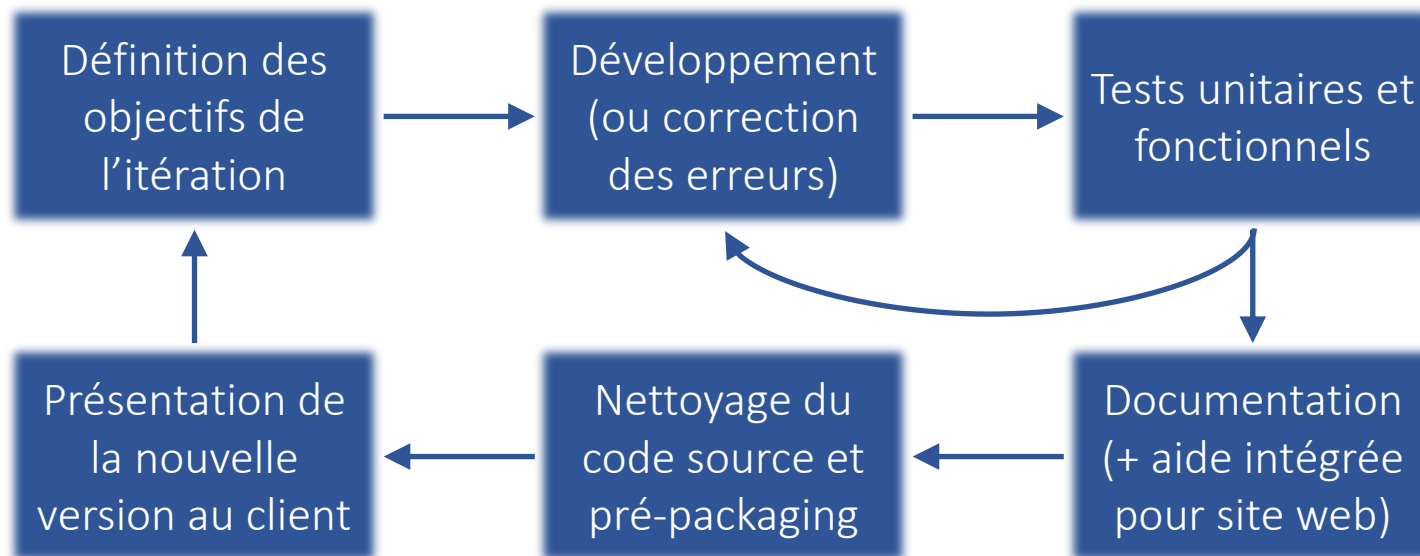 Définition des
objectifs de
l’itération
Développement
(ou correction
des erreurs)
Tests unitaires et
fonctionnels
Présentation de
la nouvelle
version au client
Nettoyage du
code source et
pré-packaging
Documentation
(+ aide intégrée
pour site web)